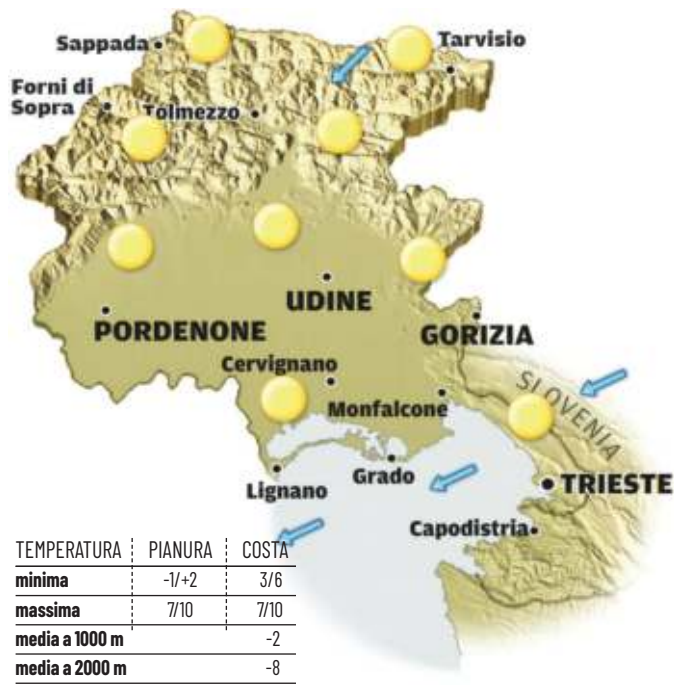 Sappada
Tarvisio
Forni di
Sopra
Tolmezzo
UDINE
PORDENONE
GORIZIA
Cervignano
SLOVENIA
Monfalcone
Grado
Lignano
TRIESTE
Capodistria
TEMPERATURA PIANURA COSTA
minima -1/+2 3/6
massima 7/10 7/10
media a 1000 m -2
media a 2000 m -8